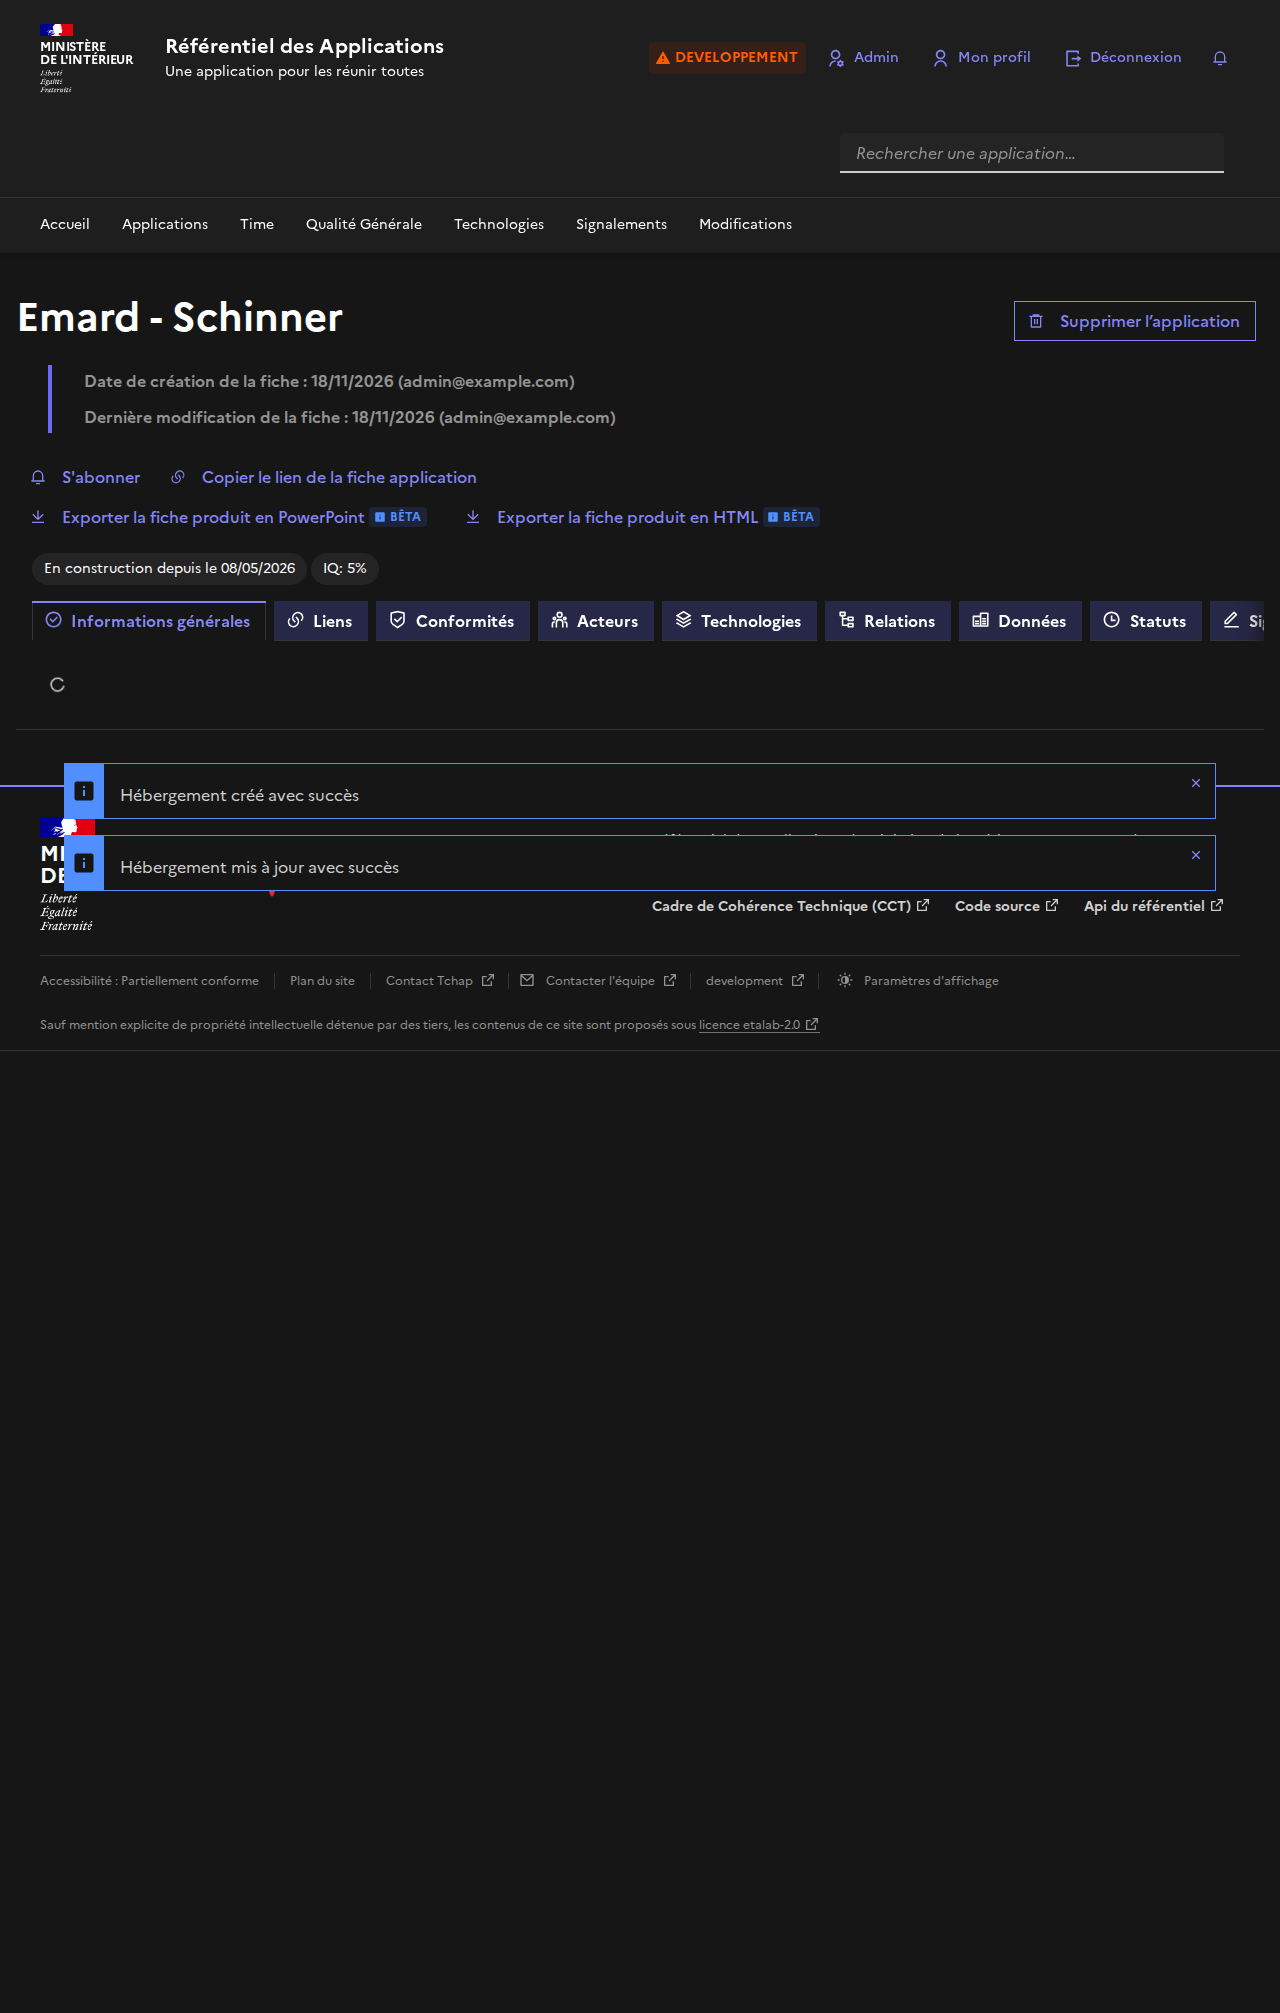 MINISTÈRE
DE L'INTÉRIEUR
Liberté
Égalité
Fraternité
Référentiel des Applications
Une application pour les réunir toutes
DEVELOPPEMENT
Admin
Mon profil
Déconnexion
Rechercher une application…
Accueil
Applications
Time
Qualité Générale
Technologies
Signalements
Modifications
Emard - Schinner
Supprimer l’application
Date de création de la fiche : 18/11/2026 (admin@example.com)
Dernière modification de la fiche : 18/11/2026 (admin@example.com)
S'abonner
Copier le lien de la fiche application
Exporter la fiche produit en PowerPoint BÊTA
Exporter la fiche produit en HTML BÊTA
En construction depuis le 08/05/2026
IQ: 5%
Informations générales
Liens
Conformités
Acteurs
Technologies
Relations
Données
Statuts
Hébergement créé avec succès
Hébergement mis à jour avec succès
Liberté
Égalité
Fraternité
Cadre de Cohérence Technique (CCT)
Code source
Api du référentiel
Accessibilité : Partiellement conforme
Plan du site
Contact Tchap
Contacter l'équipe
development
Paramètres d'affichage
Sauf mention explicite de propriété intellectuelle détenue par des tiers, les contenus de ce site sont proposés sous licence etalab-2.0